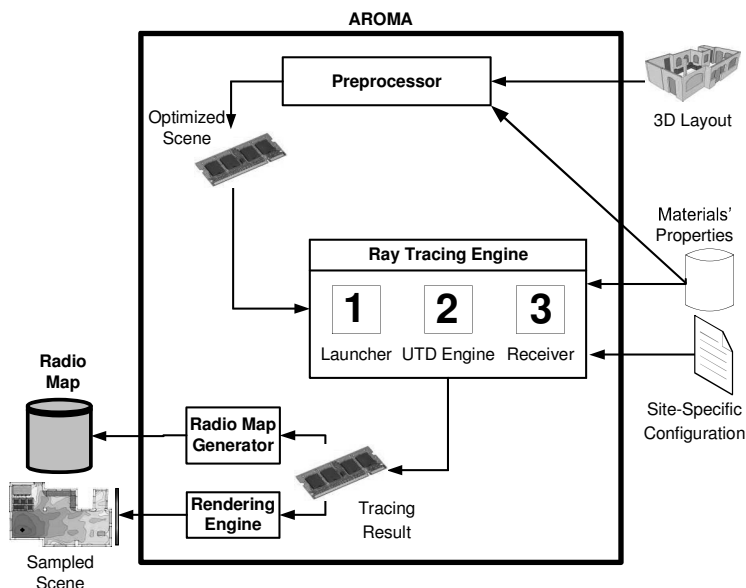 AROMA
Preprocessor
3D Layout
Optimized
Scene
Materials'
Properties
Ray Tracing Engine
1
2
3
Launcher
UTD Engine
Receiver
Site-Specific
Configuration
Radio
Map
Radio Map
Generator
Rendering
Engine
Tracing
Result
Sampled
Scene